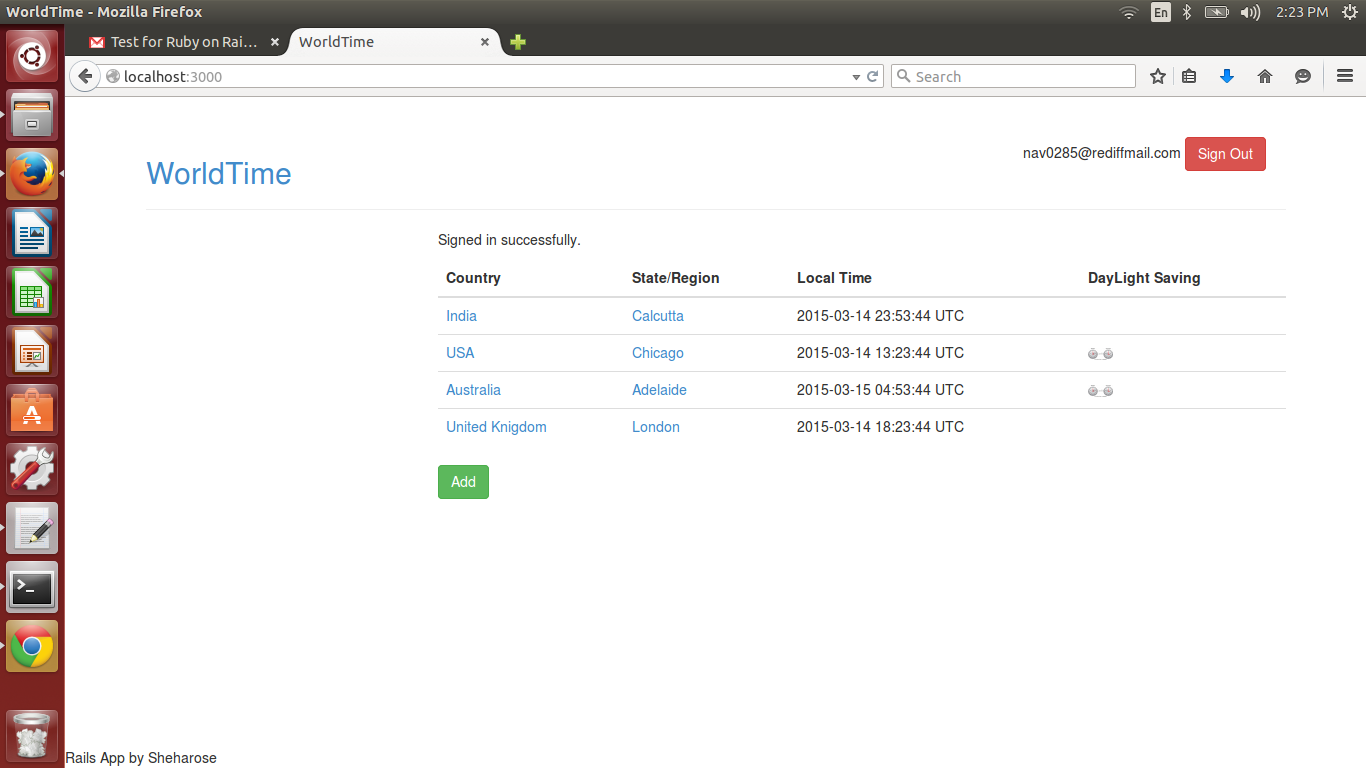 WorldTime - Mozilla Firefox
En
2:23 PM
Test for Ruby on Rai...
WorldTime
localhost:3000
Search
nav0285@rediffmail.com
Sign Out
WorldTime
Signed in successfully.
Country State/Region Local Time DayLight Saving
India Calcutta 2015-03-14 23:53:44 UTC
USA Chicago 2015-03-14 13:23:44 UTC
Australia Adelaide 2015-03-15 04:53:44 UTC
United Knigdom London 2015-03-14 18:23:44 UTC
Add
Rails App by Sheharose